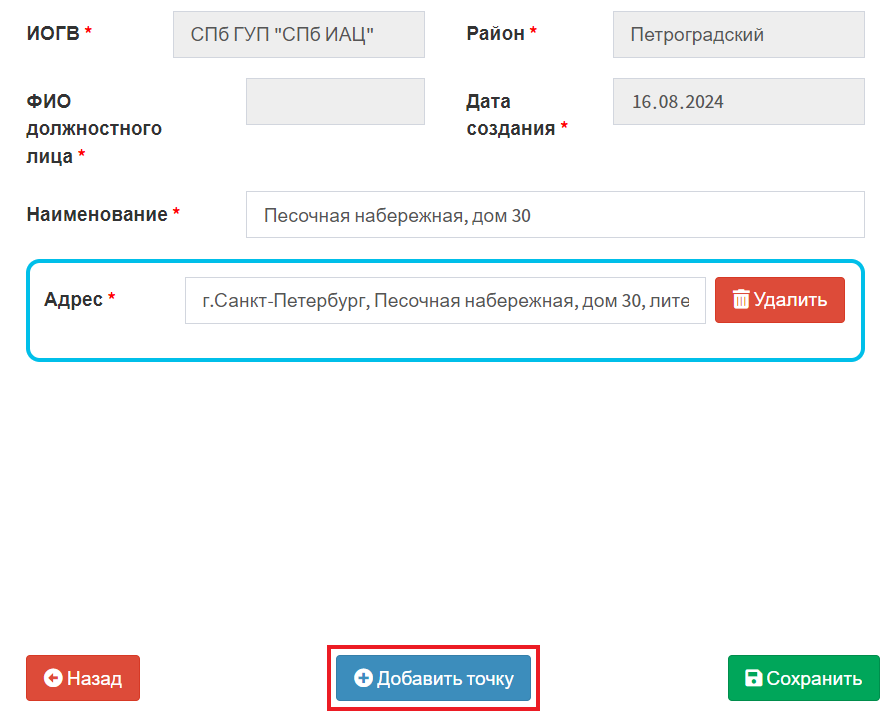 ИОГВ * СПб ГУП "СПб ИАЦ" Район * Петроградский
ФИО
должностного
лица *
Дата
создания *
16.08.2024
Наименование * Песочная набережная, дом 30
Адрес * г.Санкт-Петербург, Песочная набережная, дом 30, лите Удалить
Назад Добавить точку Сохранить